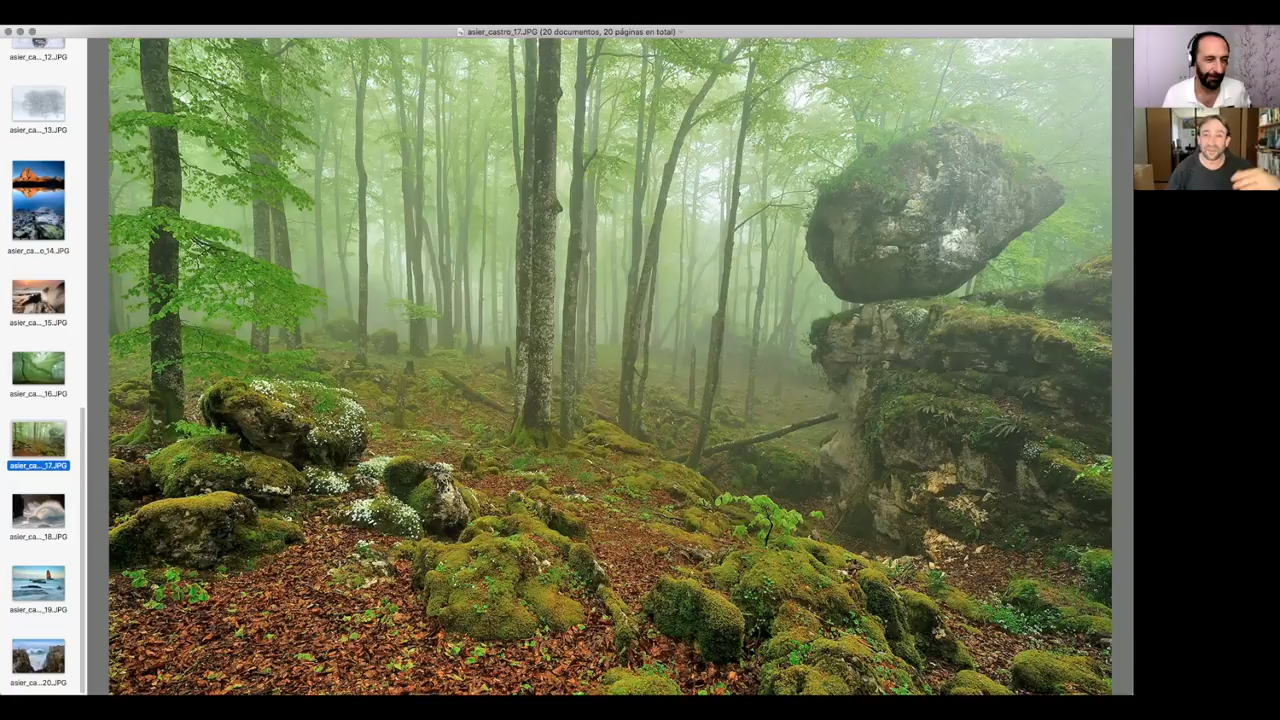 asier_castro_17.JPG (20 documentos, 20 páginas en total)
asier_ca..._12.JPG
asier_ca..._13.JPG
asier_ca...o_14.JPG
asier_ca..._15.JPG
asier_ca..._16.JPG
asier_ca..._17.JPG
asier_ca..._18.JPG
asier_ca..._19.JPG
asier_ca...20.JPG